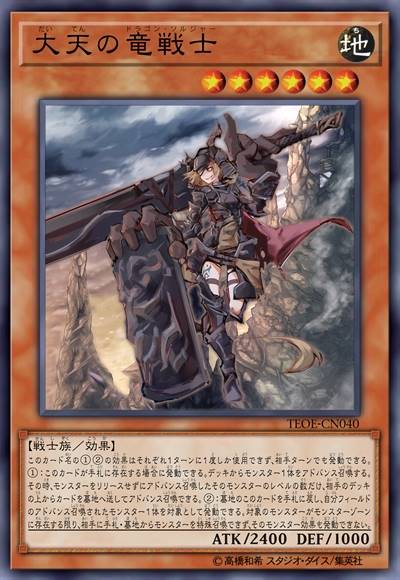 だい てん ドラゴン・ソルジャー
大天の竜戦士
ち
地
TEOE-CN040
【戦士族/効果】
このカード名の①②の効果はそれぞれ1ターンに1度しか使用できず、相手ターンでも発動できる。
①:このカードが手札に存在する場合に発動できる。デッキからモンスター1体をアドバンス召喚する。
その時、モンスターをリリースせずにアドバンス召喚したそのモンスターのレベルの数だけ、相手のデッキ
の上からカードを墓地へ送してアドバンス召喚できる。②:墓地のこのカードを手札に戻し、自分フィールド
のアドバンス召喚されたモンスター1体を対象として発動できる。対象のモンスターがモンスターゾーン
に存在する限り、相手に手札・墓地からモンスターを特殊召喚できず、そのモンスター効果も発動できない。
ATK/2400 DEF/1000
©高橋和希 スタジオ・ダイス/集英社